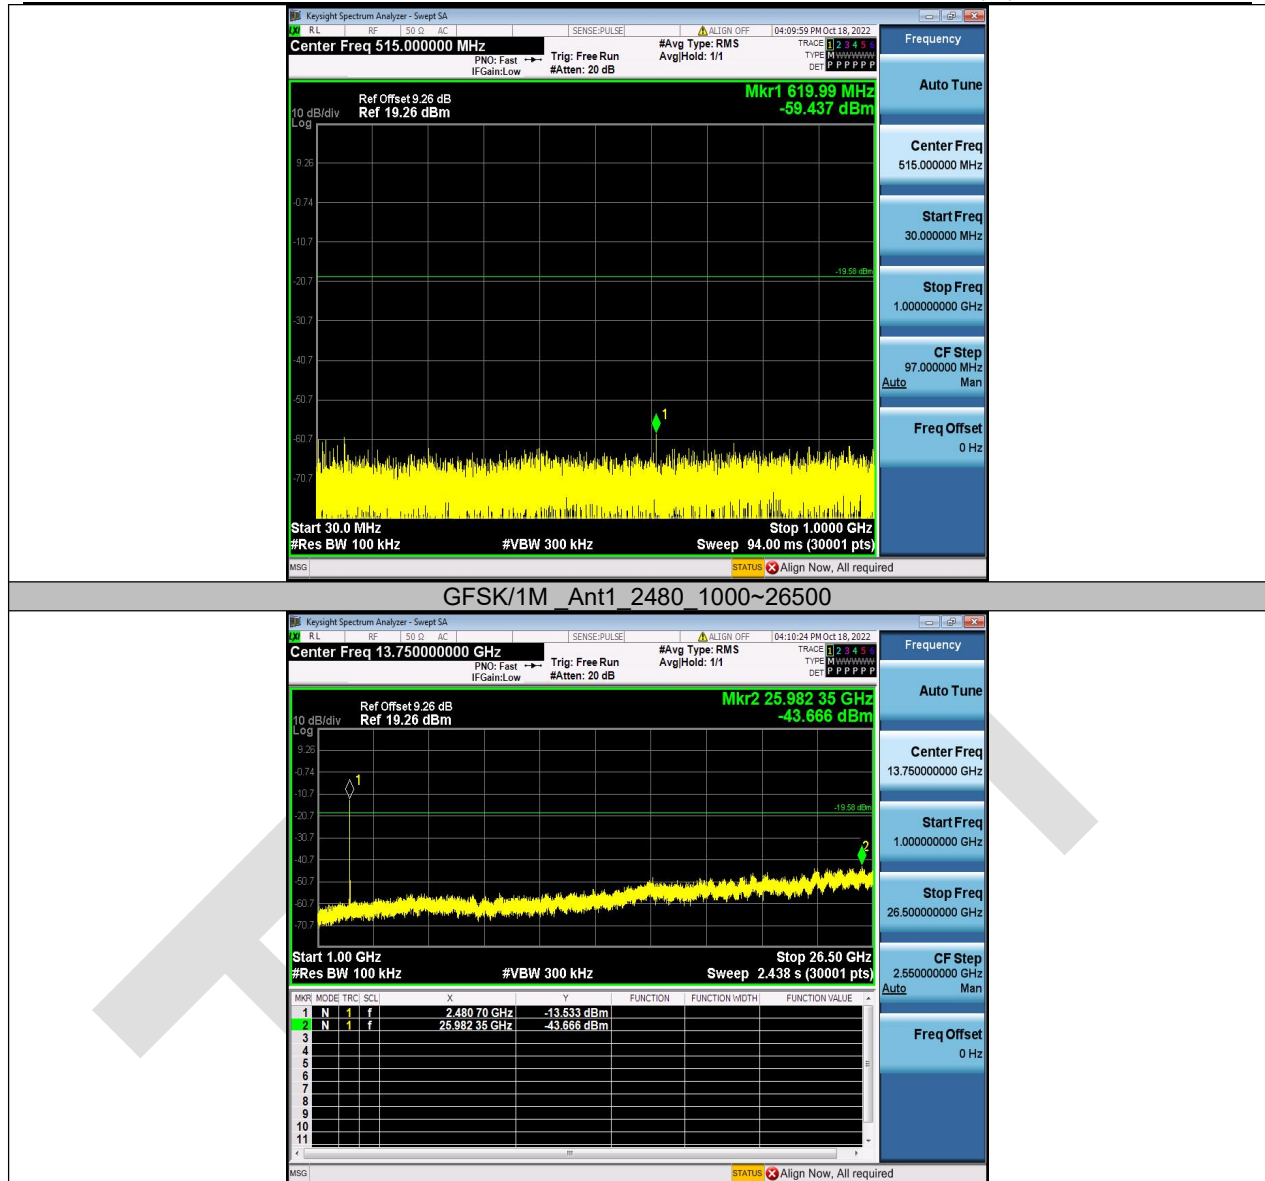 Keysight Spectrum Analyzer - Swept SA
LXI RL RF 50 Ω AC SENSE:PULSE ALIGN OFF 04:09:59 PM Oct 18, 2022
Center Freq 515.000000 MHz
PNO: Fast
IFGain:Low
Trig: Free Run
#Atten: 20 dB
#Avg Type: RMS
Avg|Hold: 1/1
TRACE 1 2 3 4 5 6
TYPE M W W W W W
DET P P P P P P
Mkr1 619.99 MHz
-59.437 dBm
Ref Offset 9.26 dB
10 dB/div Ref 19.26 dBm
Log
9.26
-0.74
-10.7
-19.58 dBm
-20.7
-30.7
-40.7
-50.7
1
-60.7
-70.7
Start 30.0 MHz Stop 1.0000 GHz
#Res BW 100 kHz #VBW 300 kHz Sweep 94.00 ms (30001 pts)
MSG STATUS Align Now, All required
Frequency
Auto Tune
Center Freq
515.000000 MHz
Start Freq
30.000000 MHz
Stop Freq
1.000000000 GHz
CF Step
97.000000 MHz
Auto Man
Freq Offset
0 Hz
GFSK/1M _Ant1_2480_1000~26500
Keysight Spectrum Analyzer - Swept SA
LXI RL RF 50 Ω AC SENSE:PULSE ALIGN OFF 04:10:24 PM Oct 18, 2022
Center Freq 13.750000000 GHz
PNO: Fast
IFGain:Low
Trig: Free Run
#Atten: 20 dB
#Avg Type: RMS
Avg|Hold: 1/1
TRACE 1 2 3 4 5 6
TYPE M W W W W W
DET P P P P P P
Mkr2 25.982 35 GHz
-43.666 dBm
Ref Offset 9.26 dB
10 dB/div Ref 19.26 dBm
Log
9.26
-0.74
1
-10.7
-19.58 dBm
-20.7
-30.7
2
-40.7
-50.7
-60.7
-70.7
Start 1.00 GHz Stop 26.50 GHz
#Res BW 100 kHz #VBW 300 kHz Sweep 2.438 s (30001 pts)
MKR MODE TRC SCL X Y FUNCTION FUNCTION WIDTH FUNCTION VALUE
1 N 1 f 2.480 70 GHz -13.533 dBm
2 N 1 f 25.982 35 GHz -43.666 dBm
3
4
5
6
7
8
9
10
11
MSG STATUS Align Now, All required
Frequency
Auto Tune
Center Freq
13.750000000 GHz
Start Freq
1.000000000 GHz
Stop Freq
26.500000000 GHz
CF Step
2.550000000 GHz
Auto Man
Freq Offset
0 Hz